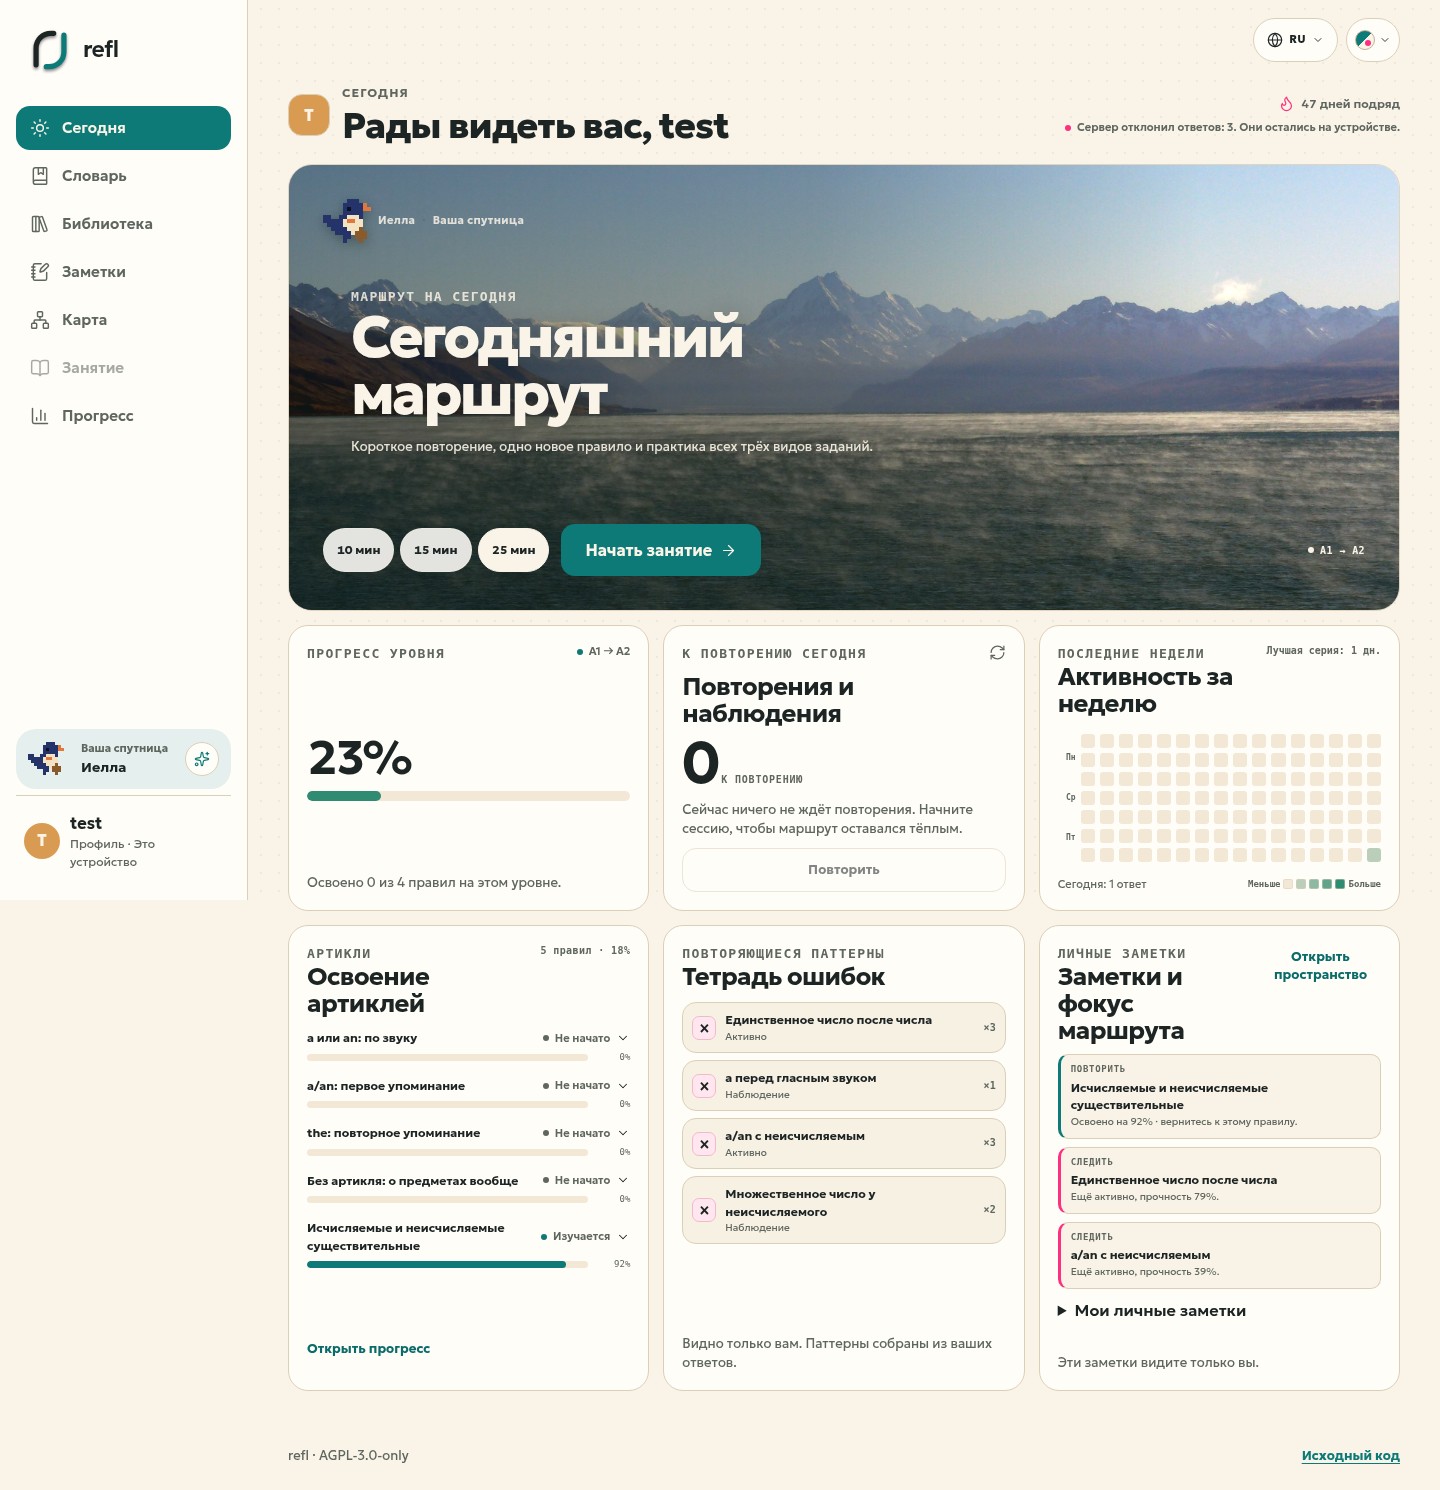 refl
RU
Сегодня
Словарь
Библиотека
Заметки
Карта
Занятие
Прогресс
Ваша спутница
Иелла
T
test
Профиль · Это
устройство
T
СЕГОДНЯ
Рады видеть вас, test
47 дней подряд
Сервер отклонил ответов: 3. Они остались на устройстве.
Иелла Ваша спутница
МАРШРУТ НА СЕГОДНЯ
Сегодняшний
маршрут
Короткое повторение, одно новое правило и практика всех трёх видов заданий.
10 мин
15 мин
25 мин
Начать занятие →
A1 → A2
ПРОГРЕСС УРОВНЯ
A1 → A2
23%
Освоено 0 из 4 правил на этом уровне.
К ПОВТОРЕНИЮ СЕГОДНЯ
Повторения и
наблюдения
0 К ПОВТОРЕНИЮ
Сейчас ничего не ждёт повторения. Начните
сессию, чтобы маршрут оставался тёплым.
Повторить
ПОСЛЕДНИЕ НЕДЕЛИ
Лучшая серия: 1 дн.
Активность за
неделю
Пн
Ср
Пт
Сегодня: 1 ответ
Меньше
Больше
АРТИКЛИ
5 правил · 18%
Освоение
артиклей
a или an: по звуку
Не начато
0%
a/an: первое упоминание
Не начато
0%
the: повторное упоминание
Не начато
0%
Без артикля: о предметах вообще
Не начато
0%
Исчисляемые и неисчисляемые
существительные
Изучается
92%
Открыть прогресс
ПОВТОРЯЮЩИЕСЯ ПАТТЕРНЫ
Тетрадь ошибок
Единственное число после числа
Активно
×3
a перед гласным звуком
Наблюдение
×1
a/an с неисчисляемым
Активно
×3
Множественное число у
неисчисляемого
Наблюдение
×2
Видно только вам. Паттерны собраны из ваших
ответов.
ЛИЧНЫЕ ЗАМЕТКИ
Заметки и
фокус
маршрута
Открыть
пространство
ПОВТОРИТЬ
Исчисляемые и неисчисляемые
существительные
Освоено на 92% · вернитесь к этому правилу.
СЛЕДИТЬ
Единственное число после числа
Ещё активно, прочность 79%.
СЛЕДИТЬ
a/an с неисчисляемым
Ещё активно, прочность 39%.
Мои личные заметки
Эти заметки видите только вы.
refl · AGPL-3.0-only
Исходный код